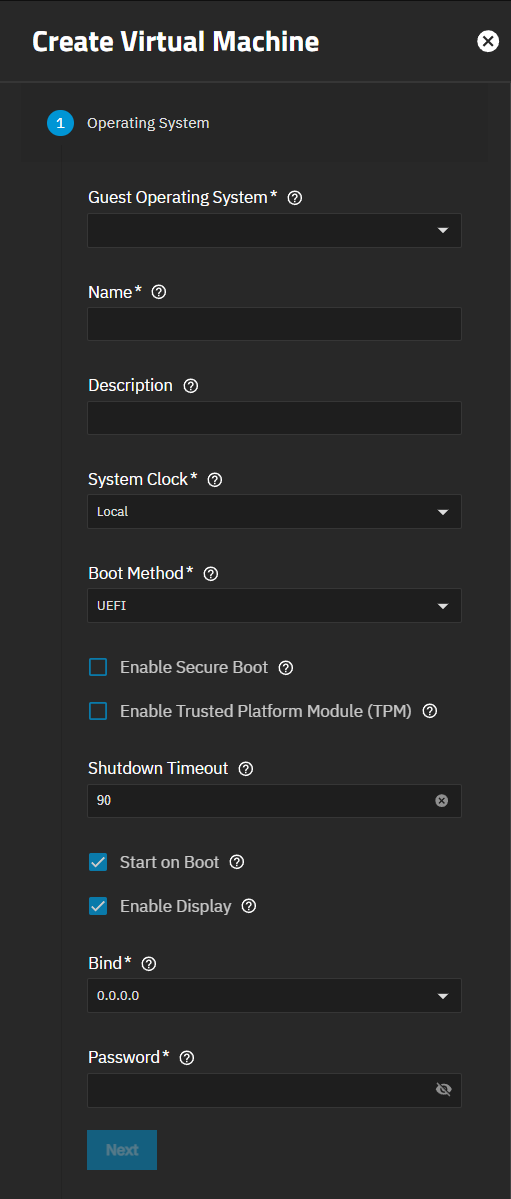 Create Virtual Machine
1 Operating System
Guest Operating System*
Name*
Description
System Clock*
Local
Boot Method*
UEFI
Enable Secure Boot
Enable Trusted Platform Module (TPM)
Shutdown Timeout
90
Start on Boot
Enable Display
Bind*
0.0.0.0
Password*
Next